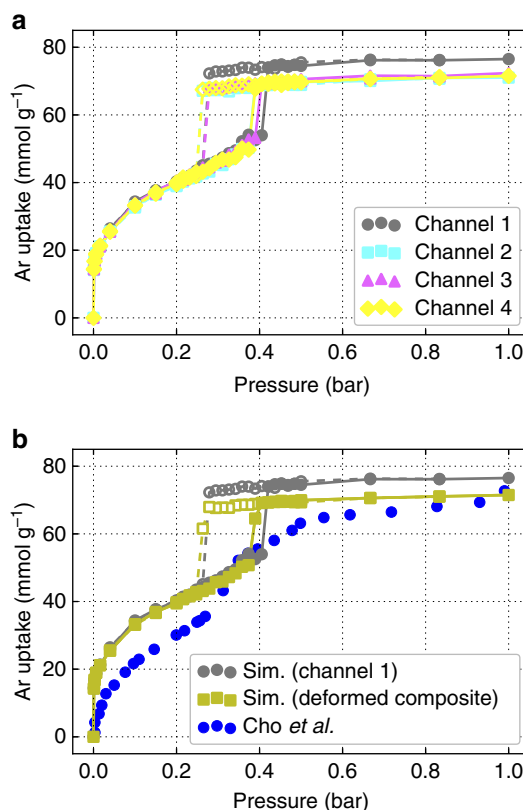 a
80
60
40
20
0
Ar uptake (mmol g⁻¹)
Channel 1
Channel 2
Channel 3
Channel 4
0.0 0.2 0.4 0.6 0.8 1.0
Pressure (bar)
b
80
60
40
20
0
Ar uptake (mmol g⁻¹)
Sim. (channel 1)
Sim. (deformed composite)
Cho et al.
0.0 0.2 0.4 0.6 0.8 1.0
Pressure (bar)